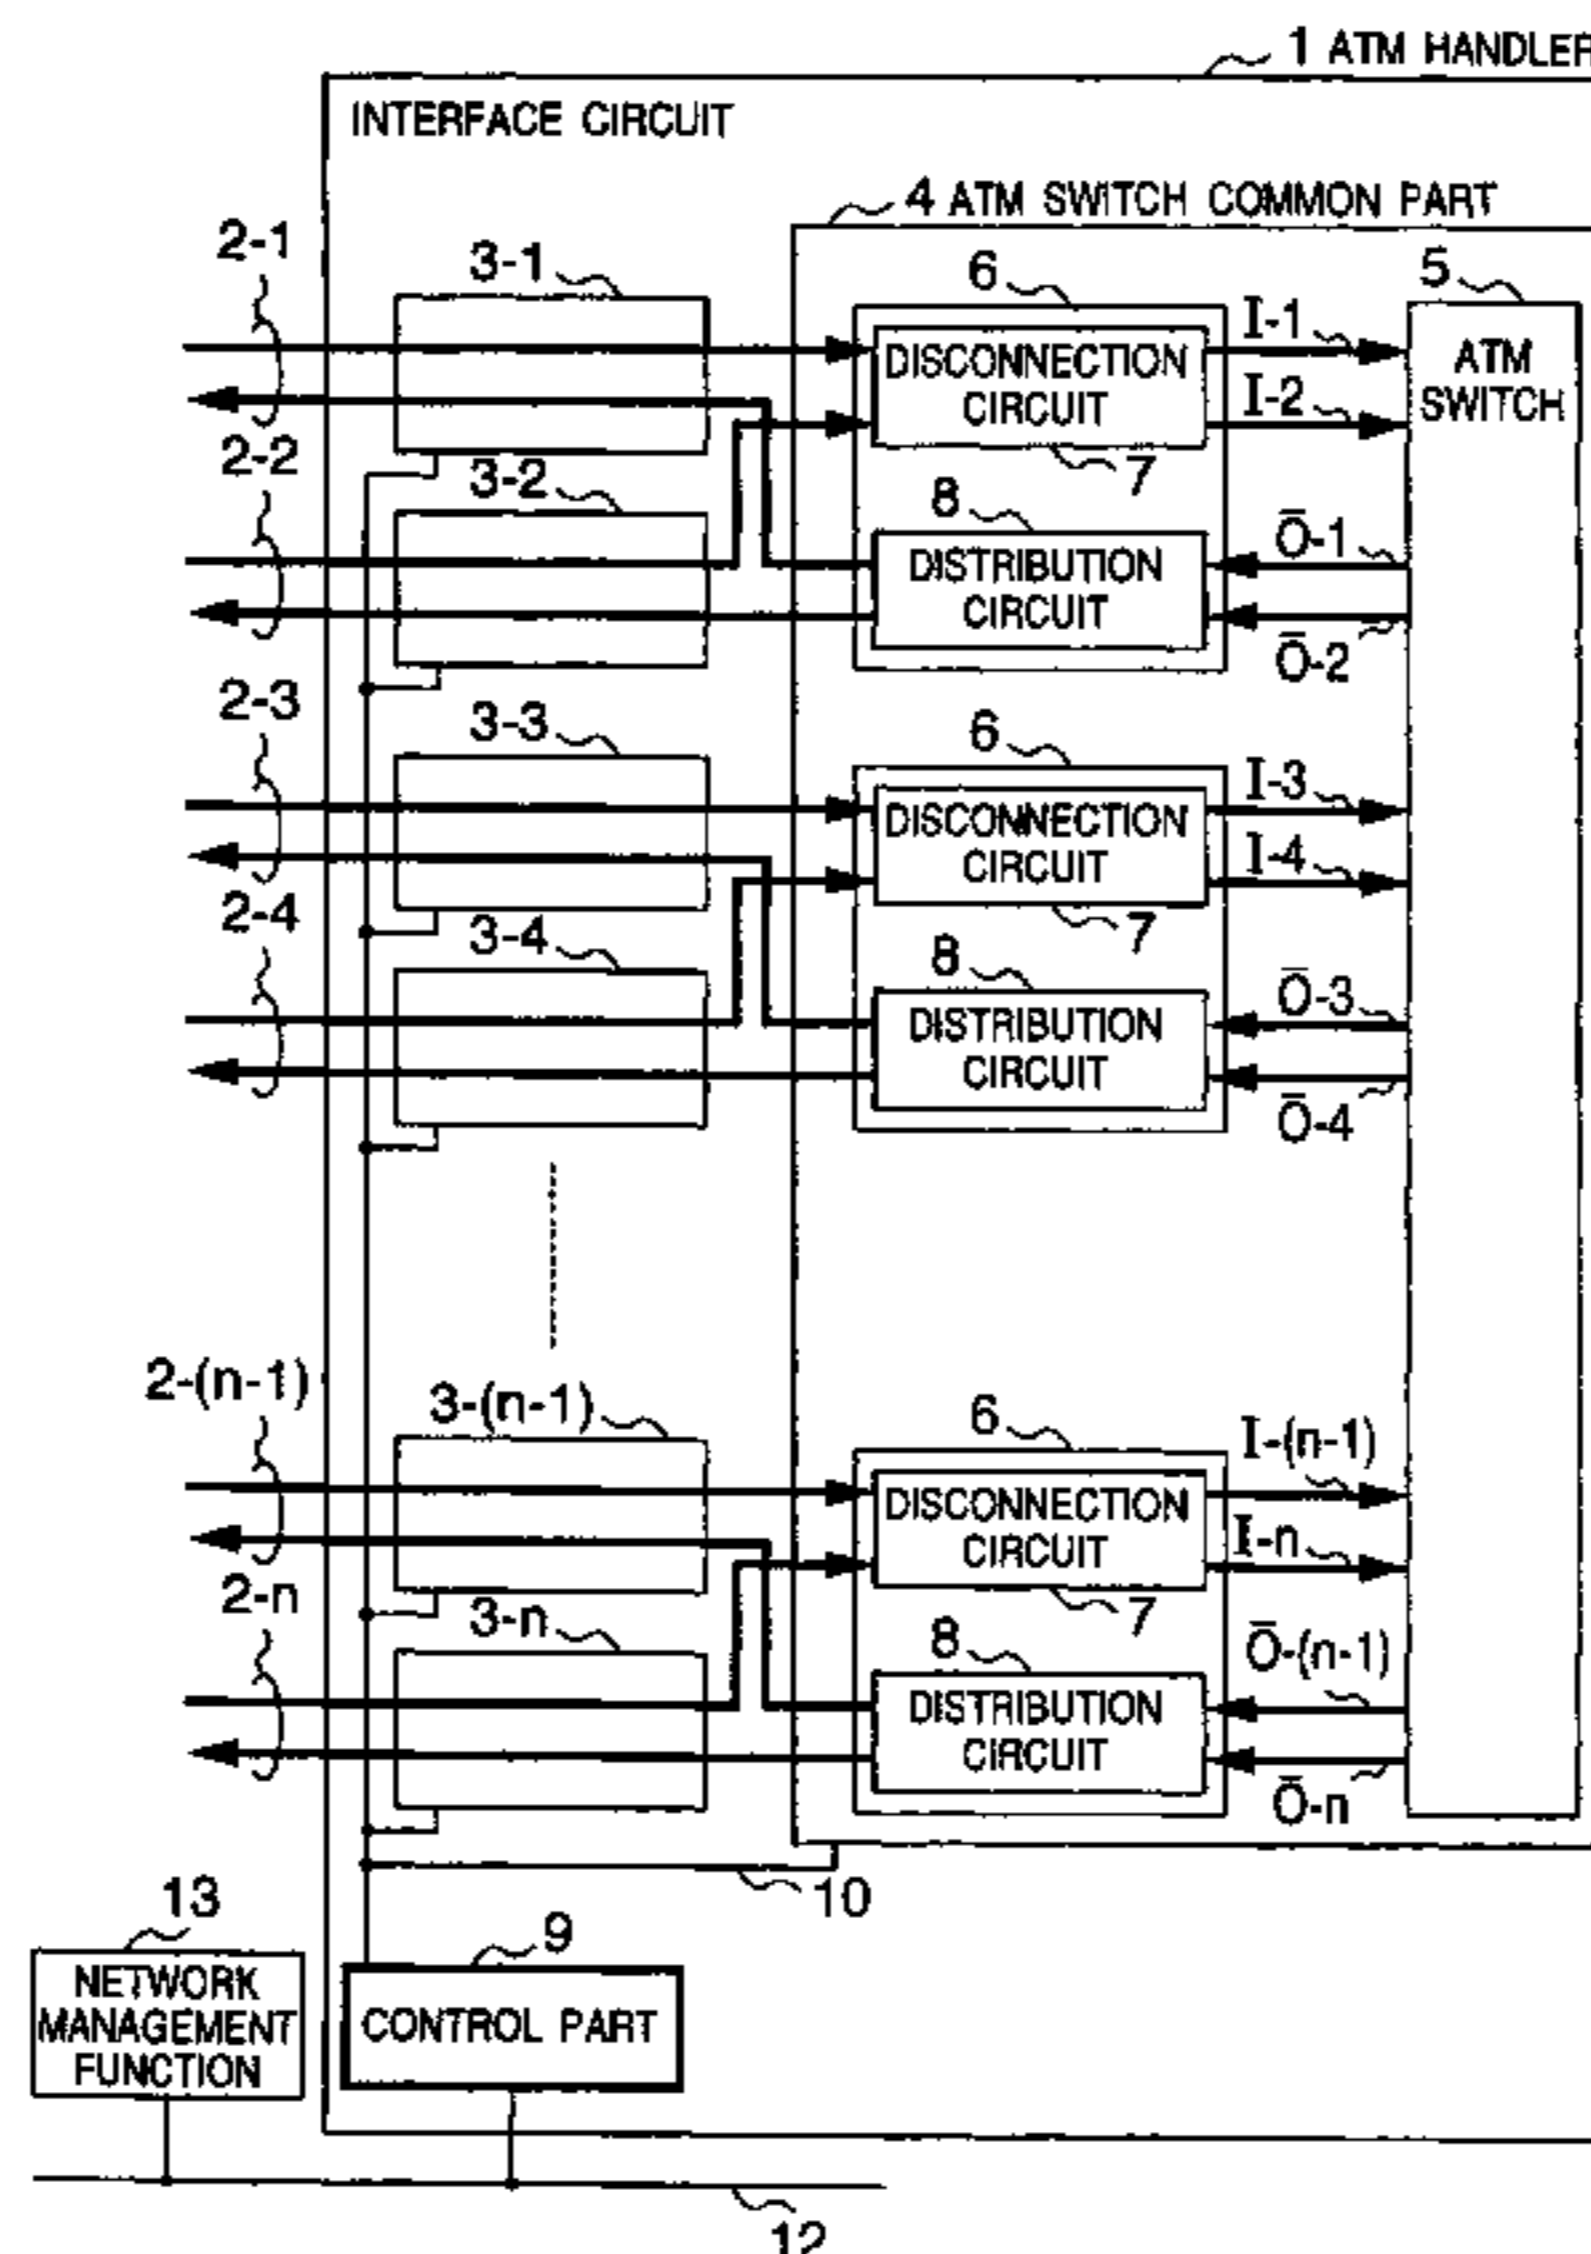 1 ATM HANDLER
INTERFACE CIRCUIT
4 ATM SWITCH COMMON PART
2-1
3-1
6
5
I-1
DISCONNECTION
CIRCUIT
ATM
SWITCH
I-2
2-2
3-2
7
8
Ō-1
DISTRIBUTION
CIRCUIT
Ō-2
2-3
3-3
6
I-3
DISCONNECTION
CIRCUIT
I-4
2-4
3-4
7
8
Ō-3
DISTRIBUTION
CIRCUIT
Ō-4
2-(n-1)
3-(n-1)
6
I-(n-1)
DISCONNECTION
CIRCUIT
I-n
2-n
3-n
7
8
Ō-(n-1)
DISTRIBUTION
CIRCUIT
Ō-n
10
13
9
NETWORK
MANAGEMENT
FUNCTION
CONTROL PART
12